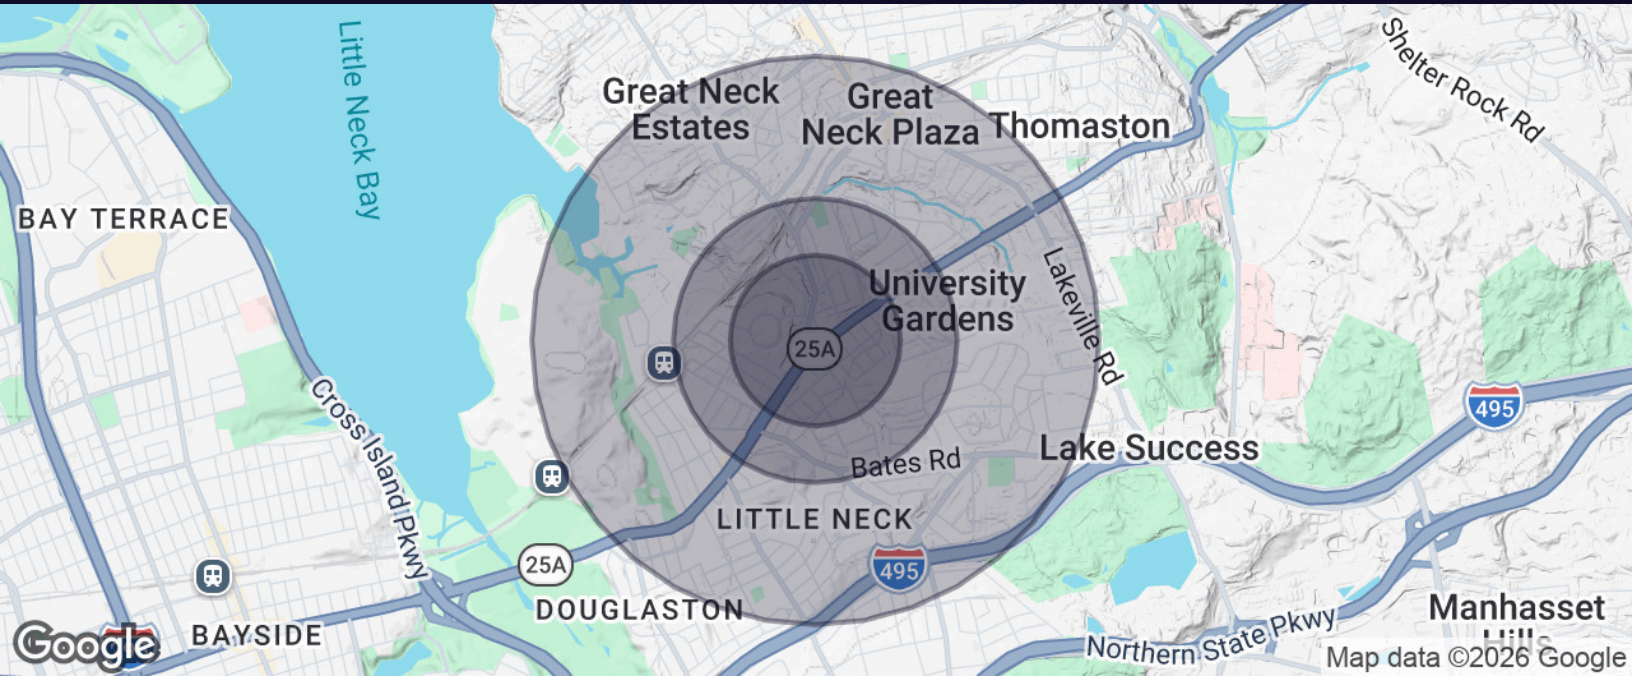 Little Neck Bay
Shelter Rock Rd
Great Neck
Estates
Great
Neck Plaza
Thomaston
BAY TERRACE
University
Gardens
Lakeville Rd
25A
Cross Island Pkwy
495
Lake Success
Bates Rd
LITTLE NECK
25A
495
DOUGLASTON
BAYSIDE
Manhasset
Hills
Northern State Pkwy
Google
Map data ©2026 Google